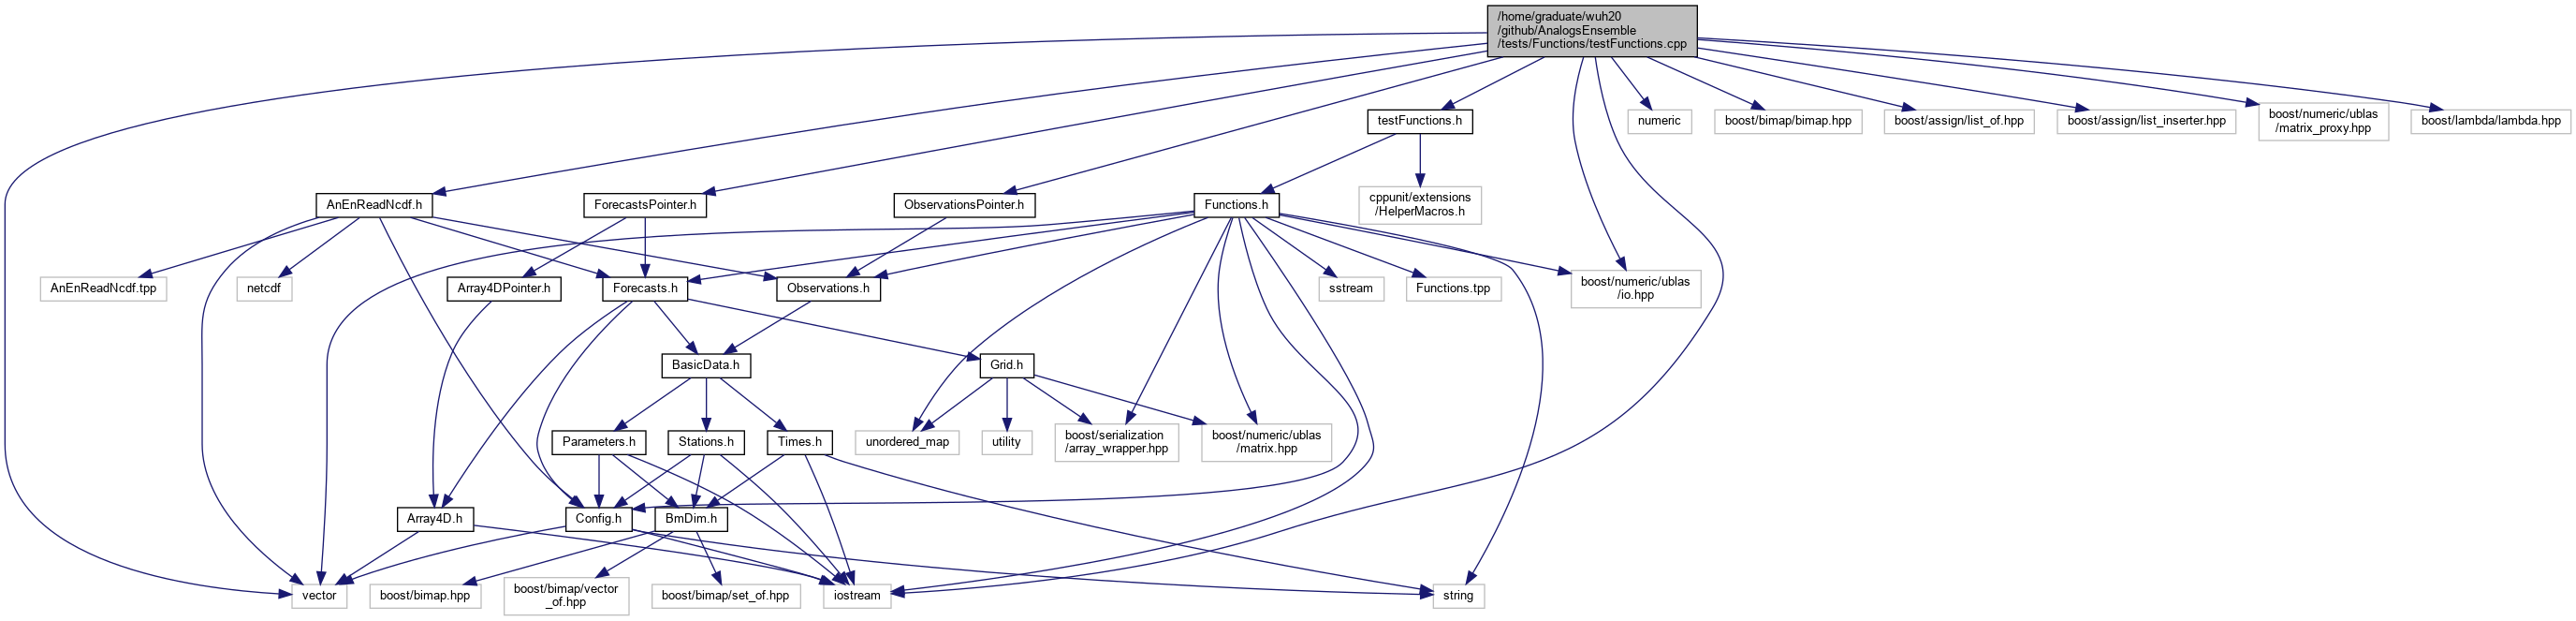 /home/graduate/wuh20
/github/AnalogsEnsemble
/tests/Functions/testFunctions.cpp
testFunctions.h
numeric
boost/bimap/bimap.hpp
boost/assign/list_of.hpp
boost/assign/list_inserter.hpp
boost/numeric/ublas
/matrix_proxy.hpp
boost/lambda/lambda.hpp
AnEnReadNcdf.h
ForecastsPointer.h
ObservationsPointer.h
Functions.h
cppunit/extensions
/HelperMacros.h
AnEnReadNcdf.tpp
netcdf
Array4DPointer.h
Forecasts.h
Observations.h
sstream
Functions.tpp
boost/numeric/ublas
/io.hpp
BasicData.h
Grid.h
Parameters.h
Stations.h
Times.h
unordered_map
utility
boost/serialization
/array_wrapper.hpp
boost/numeric/ublas
/matrix.hpp
Array4D.h
Config.h
BmDim.h
vector
boost/bimap.hpp
boost/bimap/vector
_of.hpp
boost/bimap/set_of.hpp
iostream
string